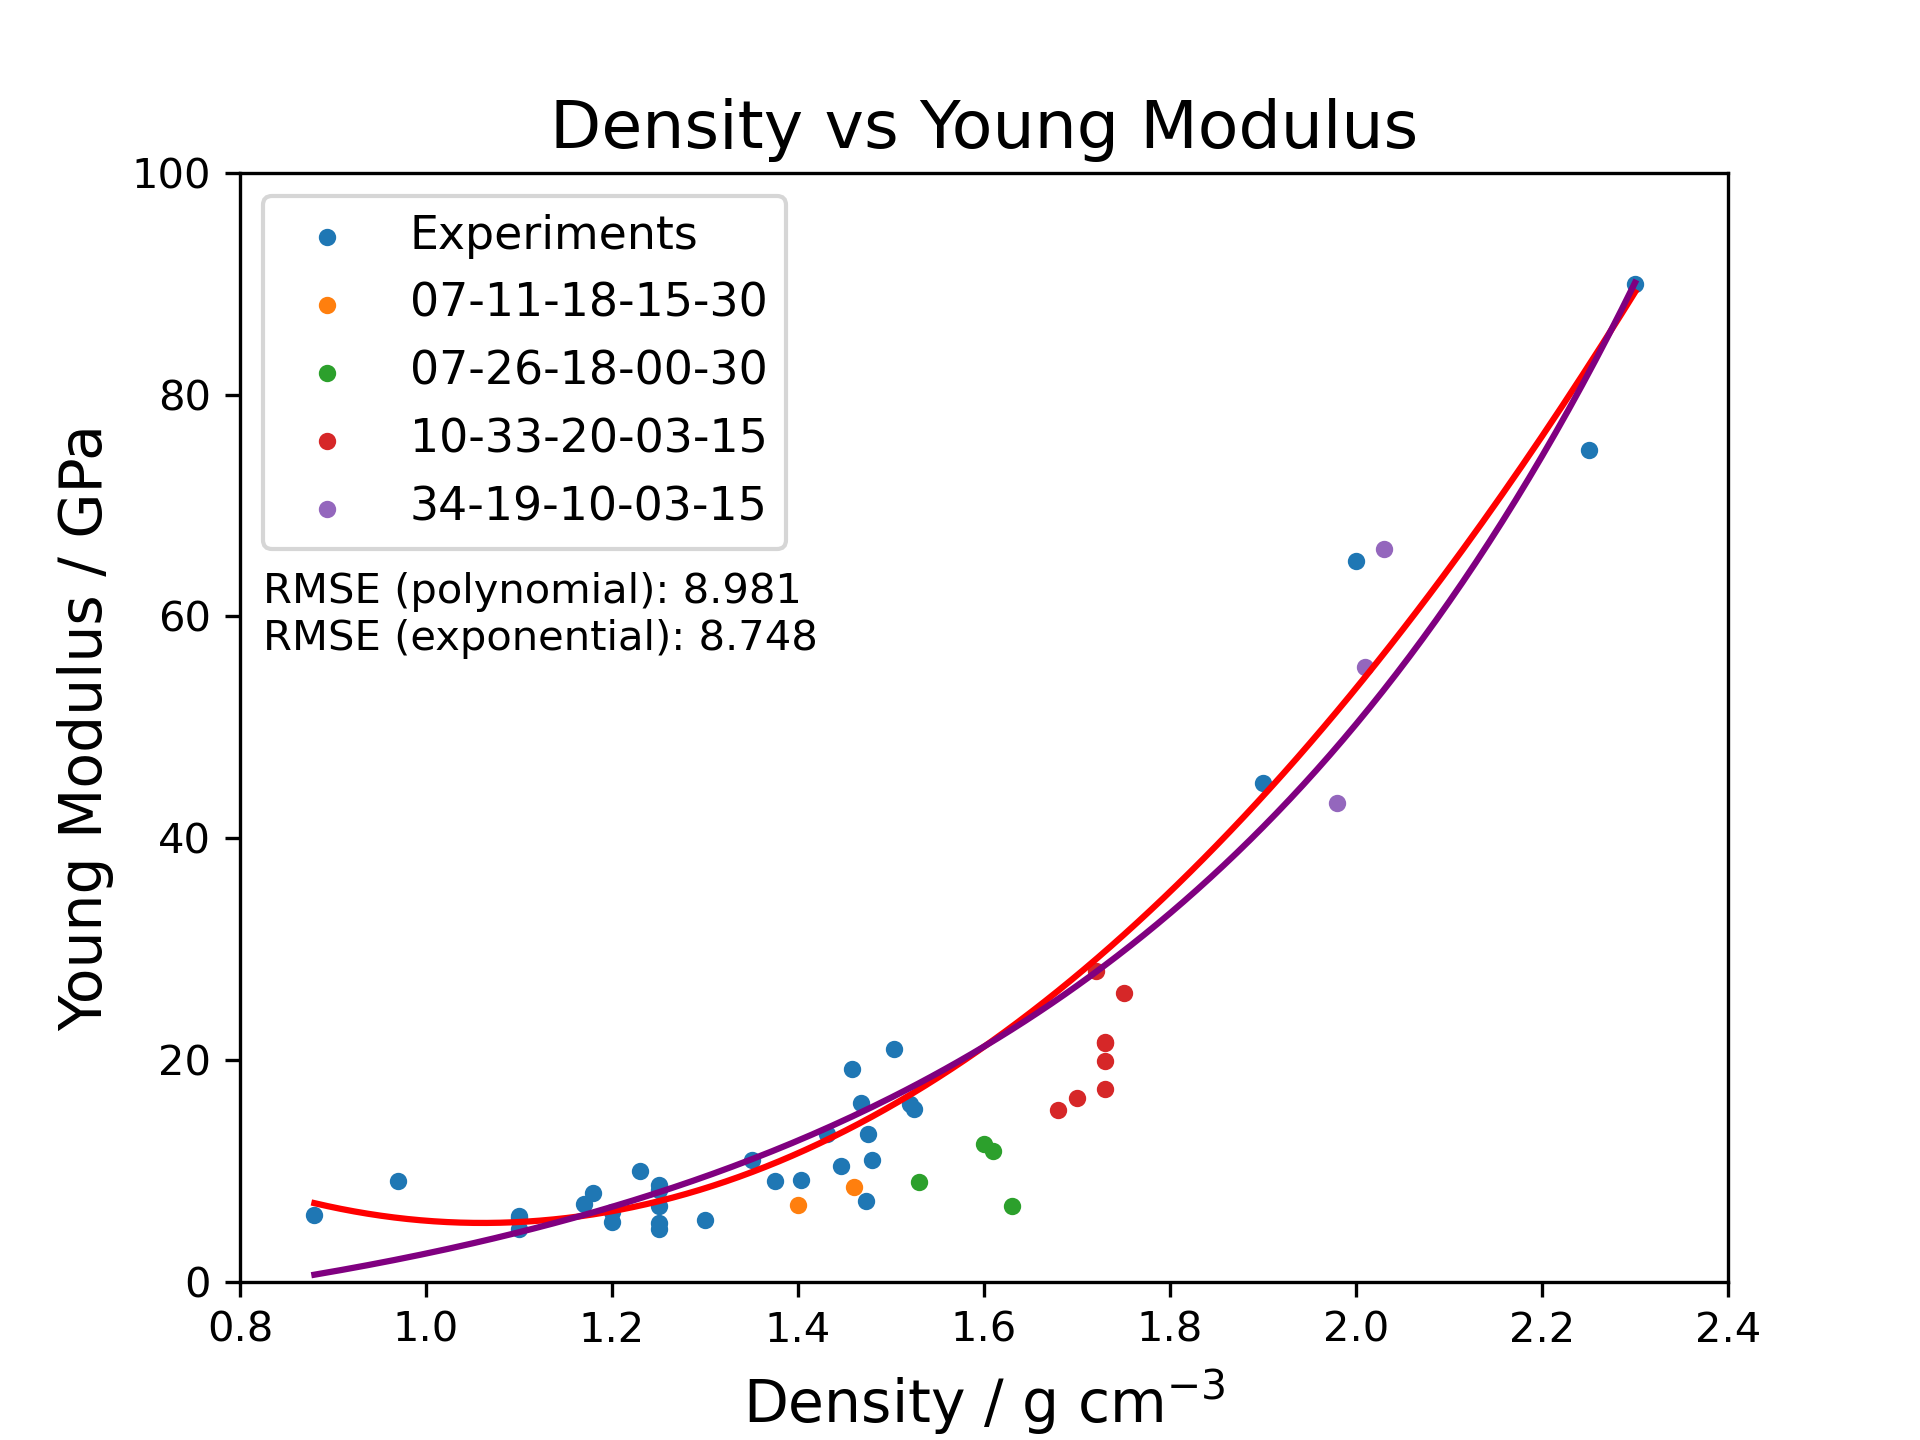 Density vs Young Modulus
100
80
60
40
20
0
Young Modulus / GPa
Experiments
07-11-18-15-30
07-26-18-00-30
10-33-20-03-15
34-19-10-03-15
RMSE (polynomial): 8.981
RMSE (exponential): 8.748
0.8 1.0 1.2 1.4 1.6 1.8 2.0 2.2 2.4
Density / g cm⁻³